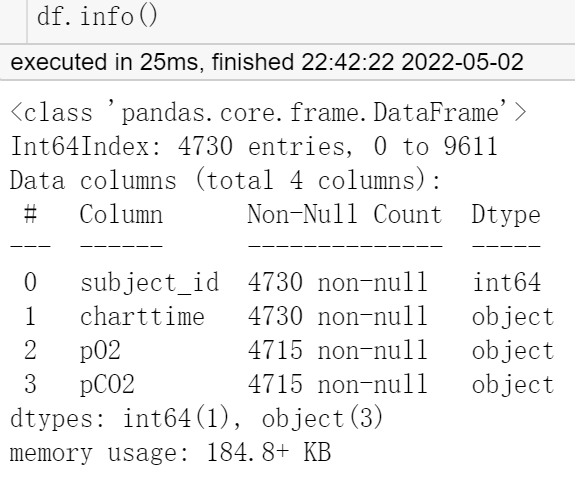 df.info()
executed in 25ms, finished 22:42:22 2022-05-02
<class 'pandas.core.frame.DataFrame'>
Int64Index: 4730 entries, 0 to 9611
Data columns (total 4 columns):
 #   Column      Non-Null Count  Dtype
---  ------      --------------  -----
 0   subject_id  4730 non-null   int64
 1   charttime   4730 non-null   object
 2   pO2         4715 non-null   object
 3   pCO2        4715 non-null   object
dtypes: int64(1), object(3)
memory usage: 184.8+ KB